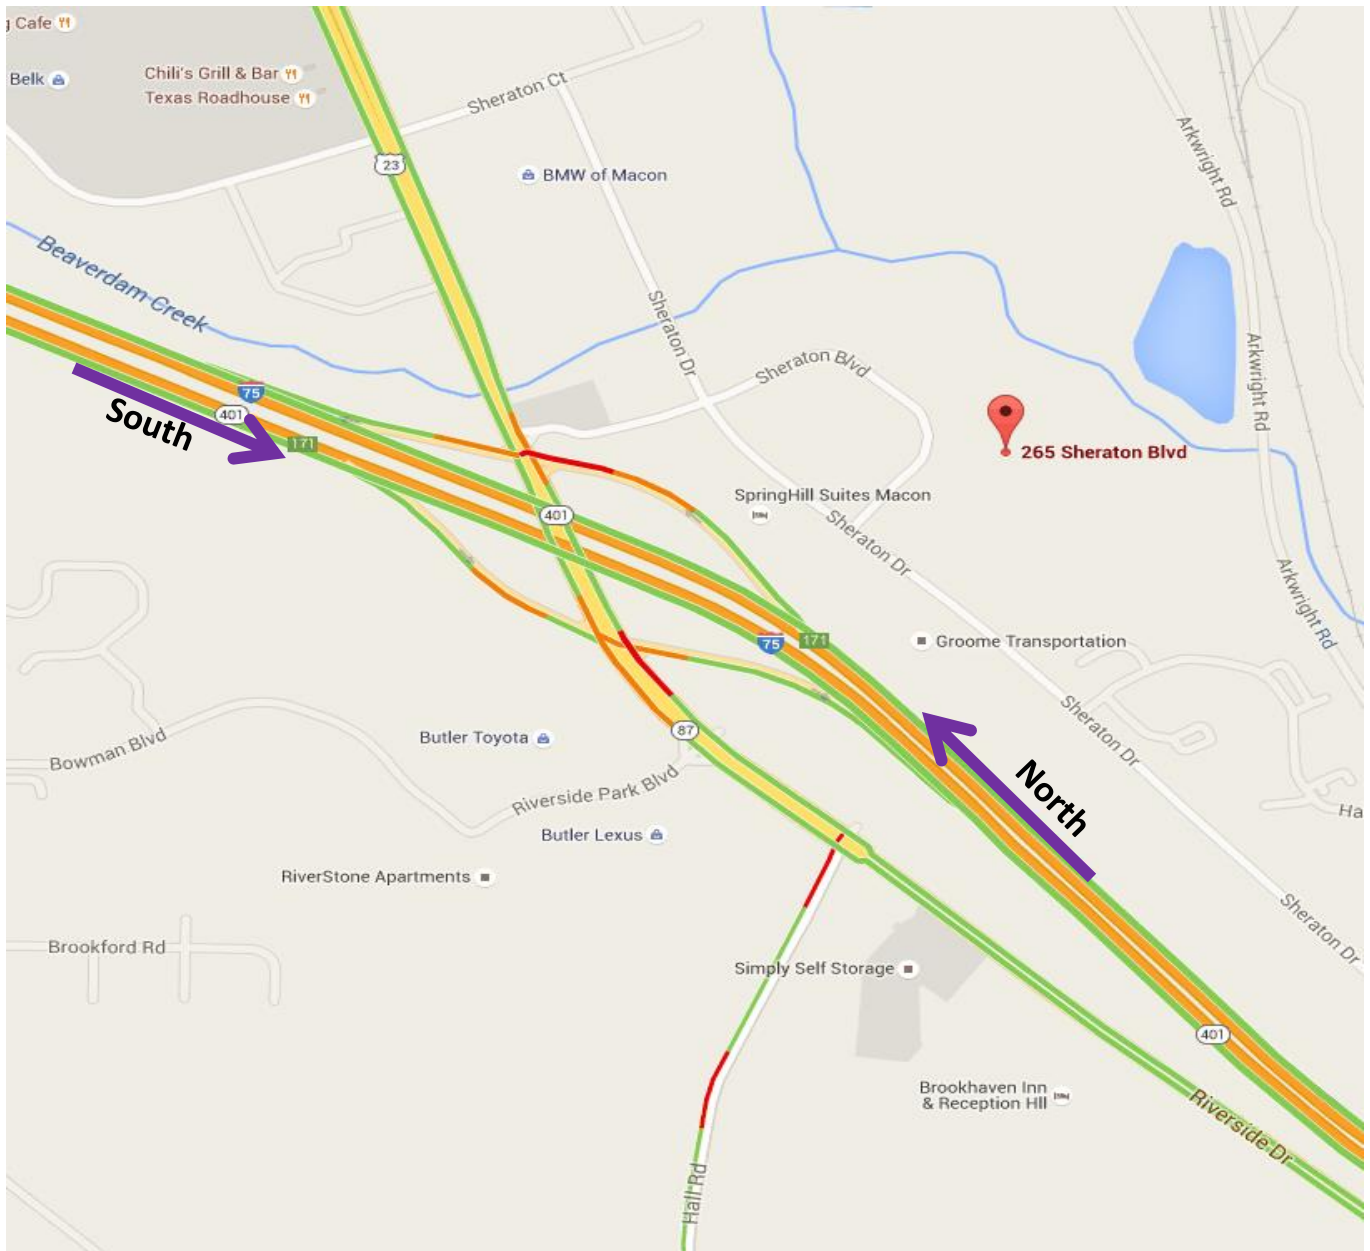 g Cafe
Belk
Chili's Grill & Bar
Texas Roadhouse
Sheraton Ct
23
BMW of Macon
Arkwright Rd
Beaverdam Creek
Sheraton Dr
Sheraton Blvd
Arkwright Rd
75
401
171
South
265 Sheraton Blvd
SpringHill Suites Macon
401
Sheraton Dr
Arkwright Rd
75
171
Groome Transportation
Sheraton Dr
Bowman Blvd
Butler Toyota
87
Riverside Park Blvd
North
Ha
Butler Lexus
RiverStone Apartments
Sheraton Dr
Brookford Rd
Simply Self Storage
401
Brookhaven Inn
& Reception Hll
Riverside Dr
Hall Rd